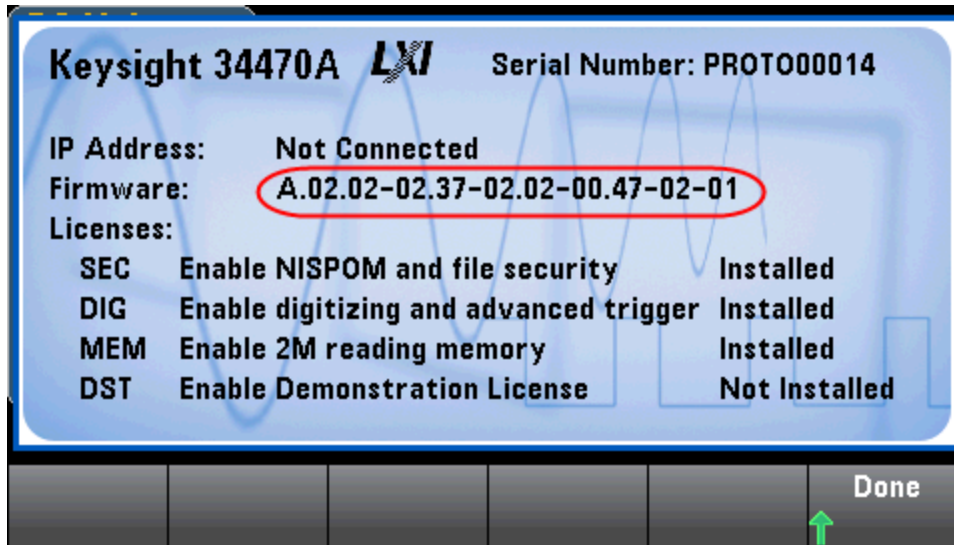 Keysight 34470A LXI Serial Number: PROTO00014
IP Address: Not Connected
Firmware: A.02.02-02.37-02.02-00.47-02-01
Licenses:
SEC Enable NISPOM and file security Installed
DIG Enable digitizing and advanced trigger Installed
MEM Enable 2M reading memory Installed
DST Enable Demonstration License Not Installed
Done